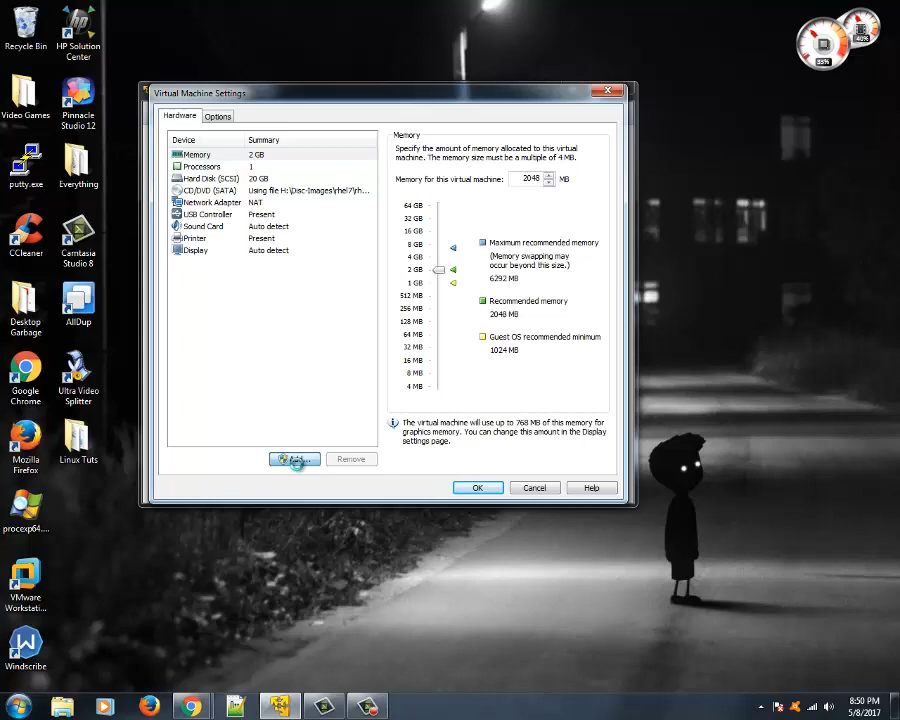 Recycle Bin
HP Solution
Center
Video Games
Pinnacle
Studio 12
putty.exe
Everything
CCleaner
Camtasia
Studio 8
Desktop
Garbage
AllDup
Google
Chrome
Ultra Video
Splitter
Mozilla
Firefox
Linux Tuts
procexp64....
VMware
Workstati...
Windscribe
33%
40%
Virtual Machine Settings
Hardware
Options
Device
Summary
Memory
2 GB
Processors
1
Hard Disk (SCSI)
20 GB
CD/DVD (SATA)
Using file H:\Disc-Images\rhel7\rh...
Network Adapter
NAT
USB Controller
Present
Sound Card
Auto detect
Printer
Present
Display
Auto detect
Remove
Memory
Specify the amount of memory allocated to this virtual
machine. The memory size must be a multiple of 4 MB.
Memory for this virtual machine:
2048
MB
64 GB
32 GB
16 GB
8 GB
4 GB
2 GB
1 GB
512 MB
256 MB
128 MB
64 MB
32 MB
16 MB
8 MB
4 MB
Maximum recommended memory
(Memory swapping may
occur beyond this size.)
6292 MB
Recommended memory
2048 MB
Guest OS recommended minimum
1024 MB
The virtual machine will use up to 768 MB of this memory for
graphics memory. You can change this amount in the Display
settings page.
OK
Cancel
Help
8:50 PM
5/8/2017